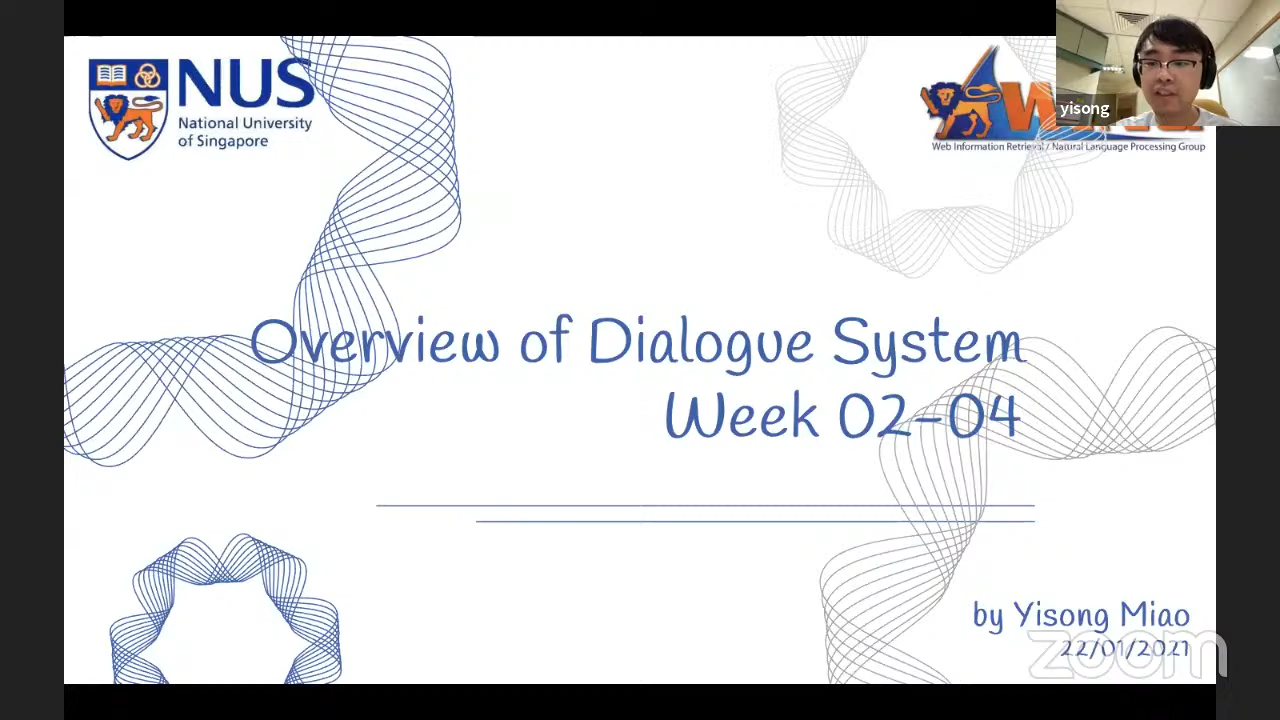 NUS
National University
of Singapore
yisong
Web Information Retrieval / Natural Language Processing Group
Overview of Dialogue System
Week 02-04
by Yisong Miao
22/01/2021
zoom